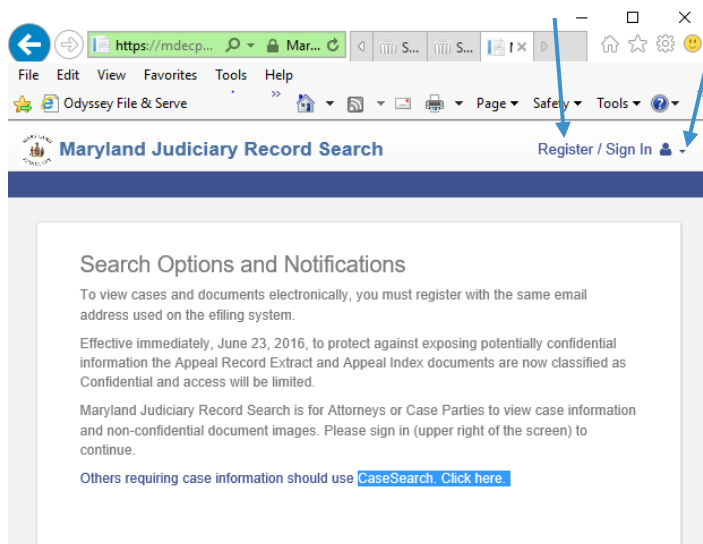 https://mdecp... Mar... S... S... 
File Edit View Favorites Tools Help
Odyssey File & Serve » Page Safety Tools
Maryland Judiciary Record Search Register / Sign In
Search Options and Notifications
To view cases and documents electronically, you must register with the same email
address used on the efiling system.
Effective immediately, June 23, 2016, to protect against exposing potentially confidential
information the Appeal Record Extract and Appeal Index documents are now classified as
Confidential and access will be limited.
Maryland Judiciary Record Search is for Attorneys or Case Parties to view case information
and non-confidential document images. Please sign in (upper right of the screen) to
continue.
Others requiring case information should use CaseSearch. Click here.